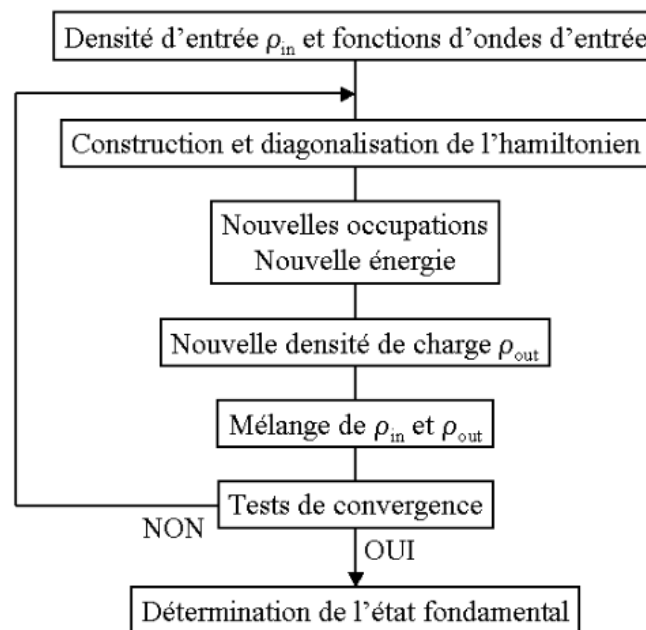 Densité d'entrée ρin et fonctions d'ondes d'entrée
Construction et diagonalisation de l'hamiltonien
Nouvelles occupations
Nouvelle énergie
Nouvelle densité de charge ρout
Mélange de ρin et ρout
Tests de convergence
NON
OUI
Détermination de l'état fondamental